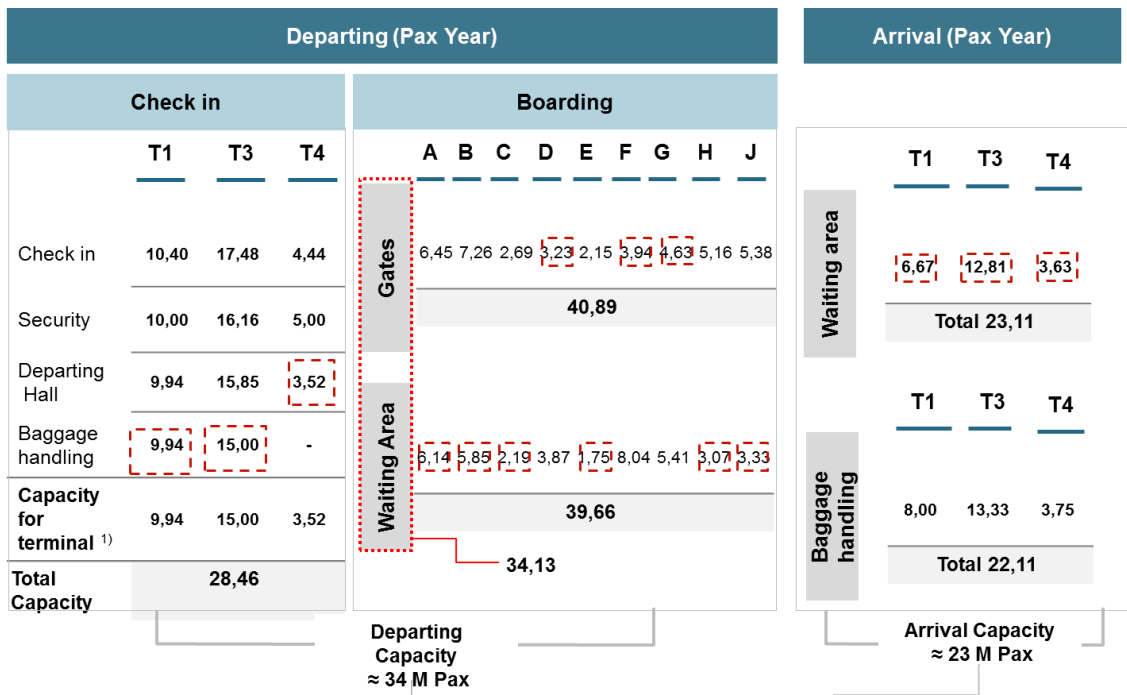 Departing (Pax Year)
Arrival (Pax Year)
Check in
Boarding
T1 T3 T4
A B C D E F G H J
T1 T3 T4
Gates
Waiting area
Check in 10,40 17,48 4,44
6,45 7,26 2,69 3,23 2,15 3,94 4,63 5,16 5,38
6,67 12,81 3,63
40,89
Total 23,11
Security 10,00 16,16 5,00
Departing
Hall
9,94 15,85 3,52
T1 T3 T4
Waiting Area
Baggage
handling
9,94 15,00 -
6,14 5,85 2,19 3,87 1,75 8,04 5,41 3,07 3,33
Baggage
handling
8,00 13,33 3,75
39,66
Capacity
for
terminal 1)
9,94 15,00 3,52
34,13
Total 22,11
Total
Capacity
28,46
Departing
Capacity
≈ 34 M Pax
Arrival Capacity
≈ 23 M Pax